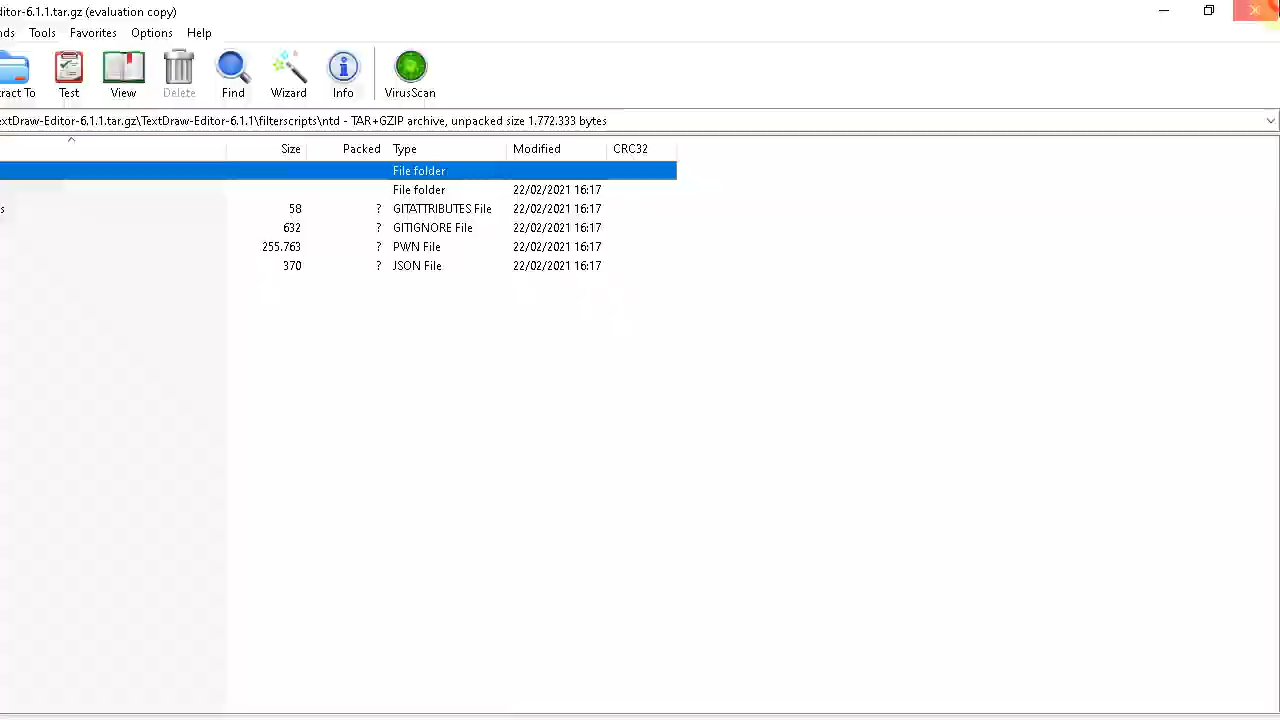 ditor-6.1.1.tar.gz (evaluation copy)
nds Tools Favorites Options Help
ract To Test View Delete Find Wizard Info VirusScan
extDraw-Editor-6.1.1.tar.gz\TextDraw-Editor-6.1.1\filterscripts\ntd - TAR+GZIP archive, unpacked size 1.772.333 bytes
Size Packed Type Modified CRC32
File folder
File folder 22/02/2021 16:17
s 58 ? GITATTRIBUTES File 22/02/2021 16:17
632 ? GITIGNORE File 22/02/2021 16:17
255.763 ? PWN File 22/02/2021 16:17
370 ? JSON File 22/02/2021 16:17